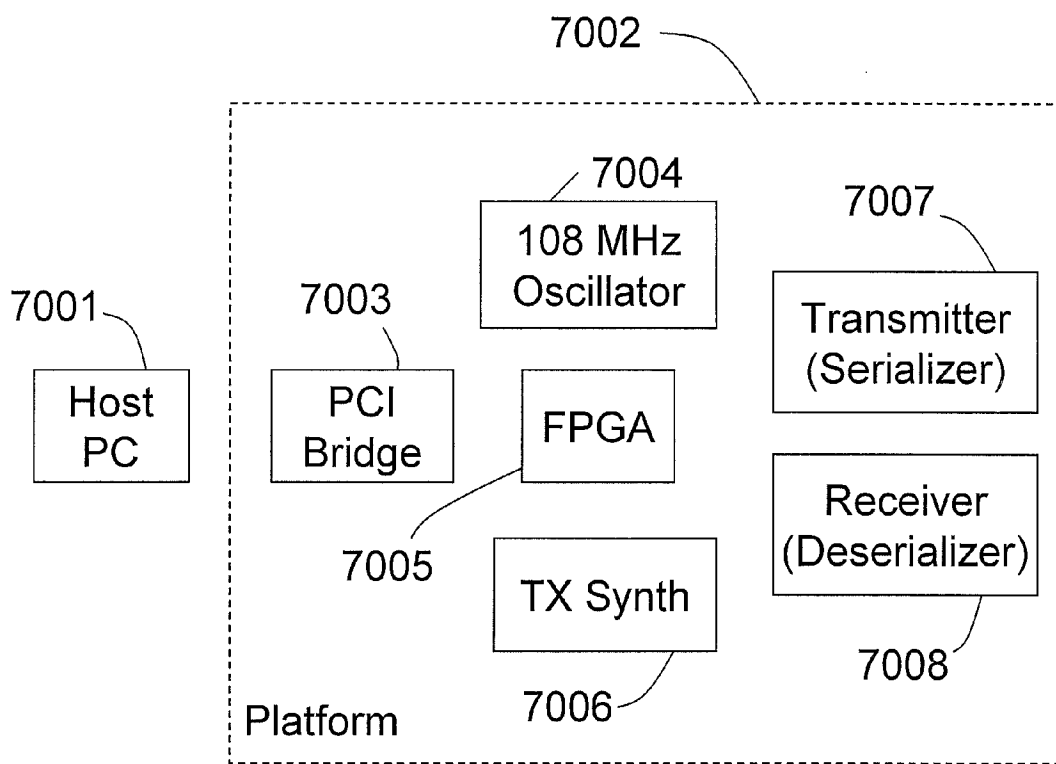 7002
7004
108 MHz
Oscillator
7007
Transmitter
(Serializer)
7001
Host
PC
7003
PCI
Bridge
FPGA
7005
Receiver
(Deserializer)
7008
TX Synth
7006
Platform